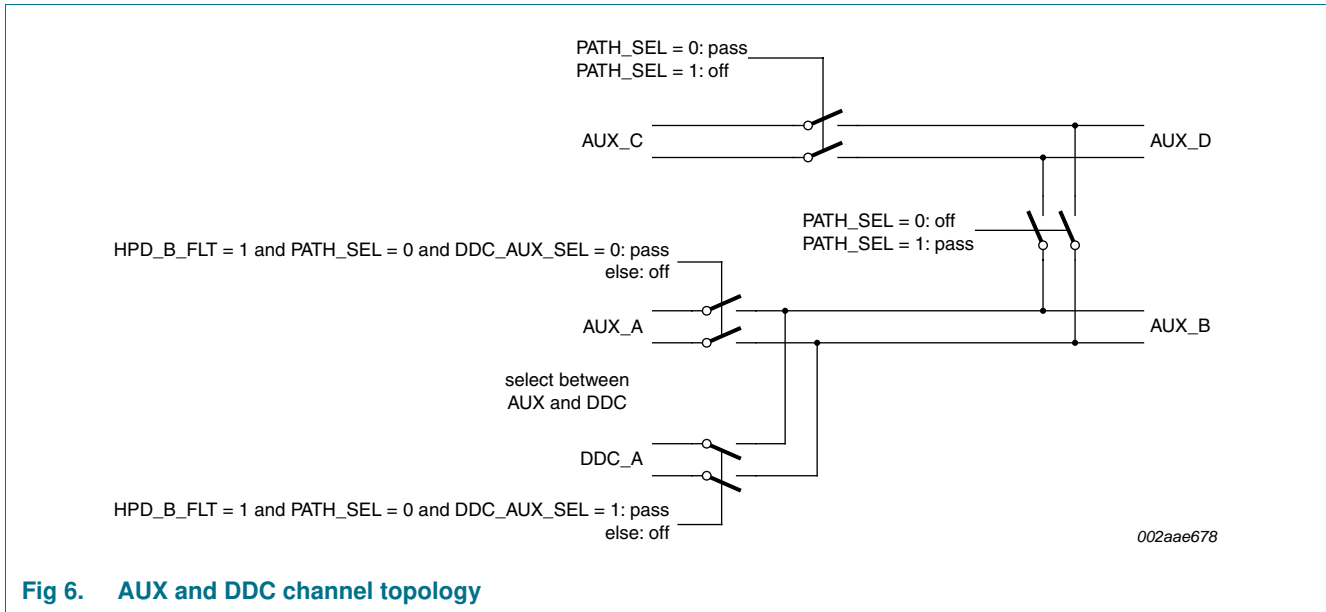 PATH_SEL = 0: pass
PATH_SEL = 1: off
AUX_C
AUX_D
PATH_SEL = 0: off
PATH_SEL = 1: pass
HPD_B_FLT = 1 and PATH_SEL = 0 and DDC_AUX_SEL = 0: pass
else: off
AUX_A
AUX_B
select between
AUX and DDC
DDC_A
HPD_B_FLT = 1 and PATH_SEL = 0 and DDC_AUX_SEL = 1: pass
else: off
002aae678
Fig 6. AUX and DDC channel topology